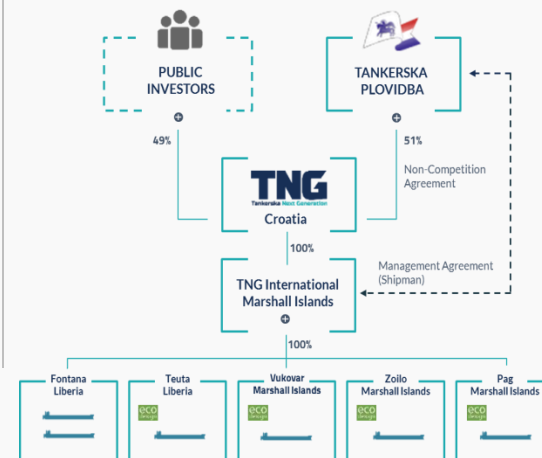 PUBLIC
INVESTORS
TANKERSKA
PLOVIDBA
49%
51%
Non-Competition
Agreement
TNG
Tankerska Next Generation
Croatia
100%
TNG International
Marshall Islands
Management Agreement
(Shipman)
100%
Fontana
Liberia
Teuta
Liberia
eco
design
Vukovar
Marshall Islands
eco
design
Zoilo
Marshall Islands
eco
design
Pag
Marshall Islands
eco
design